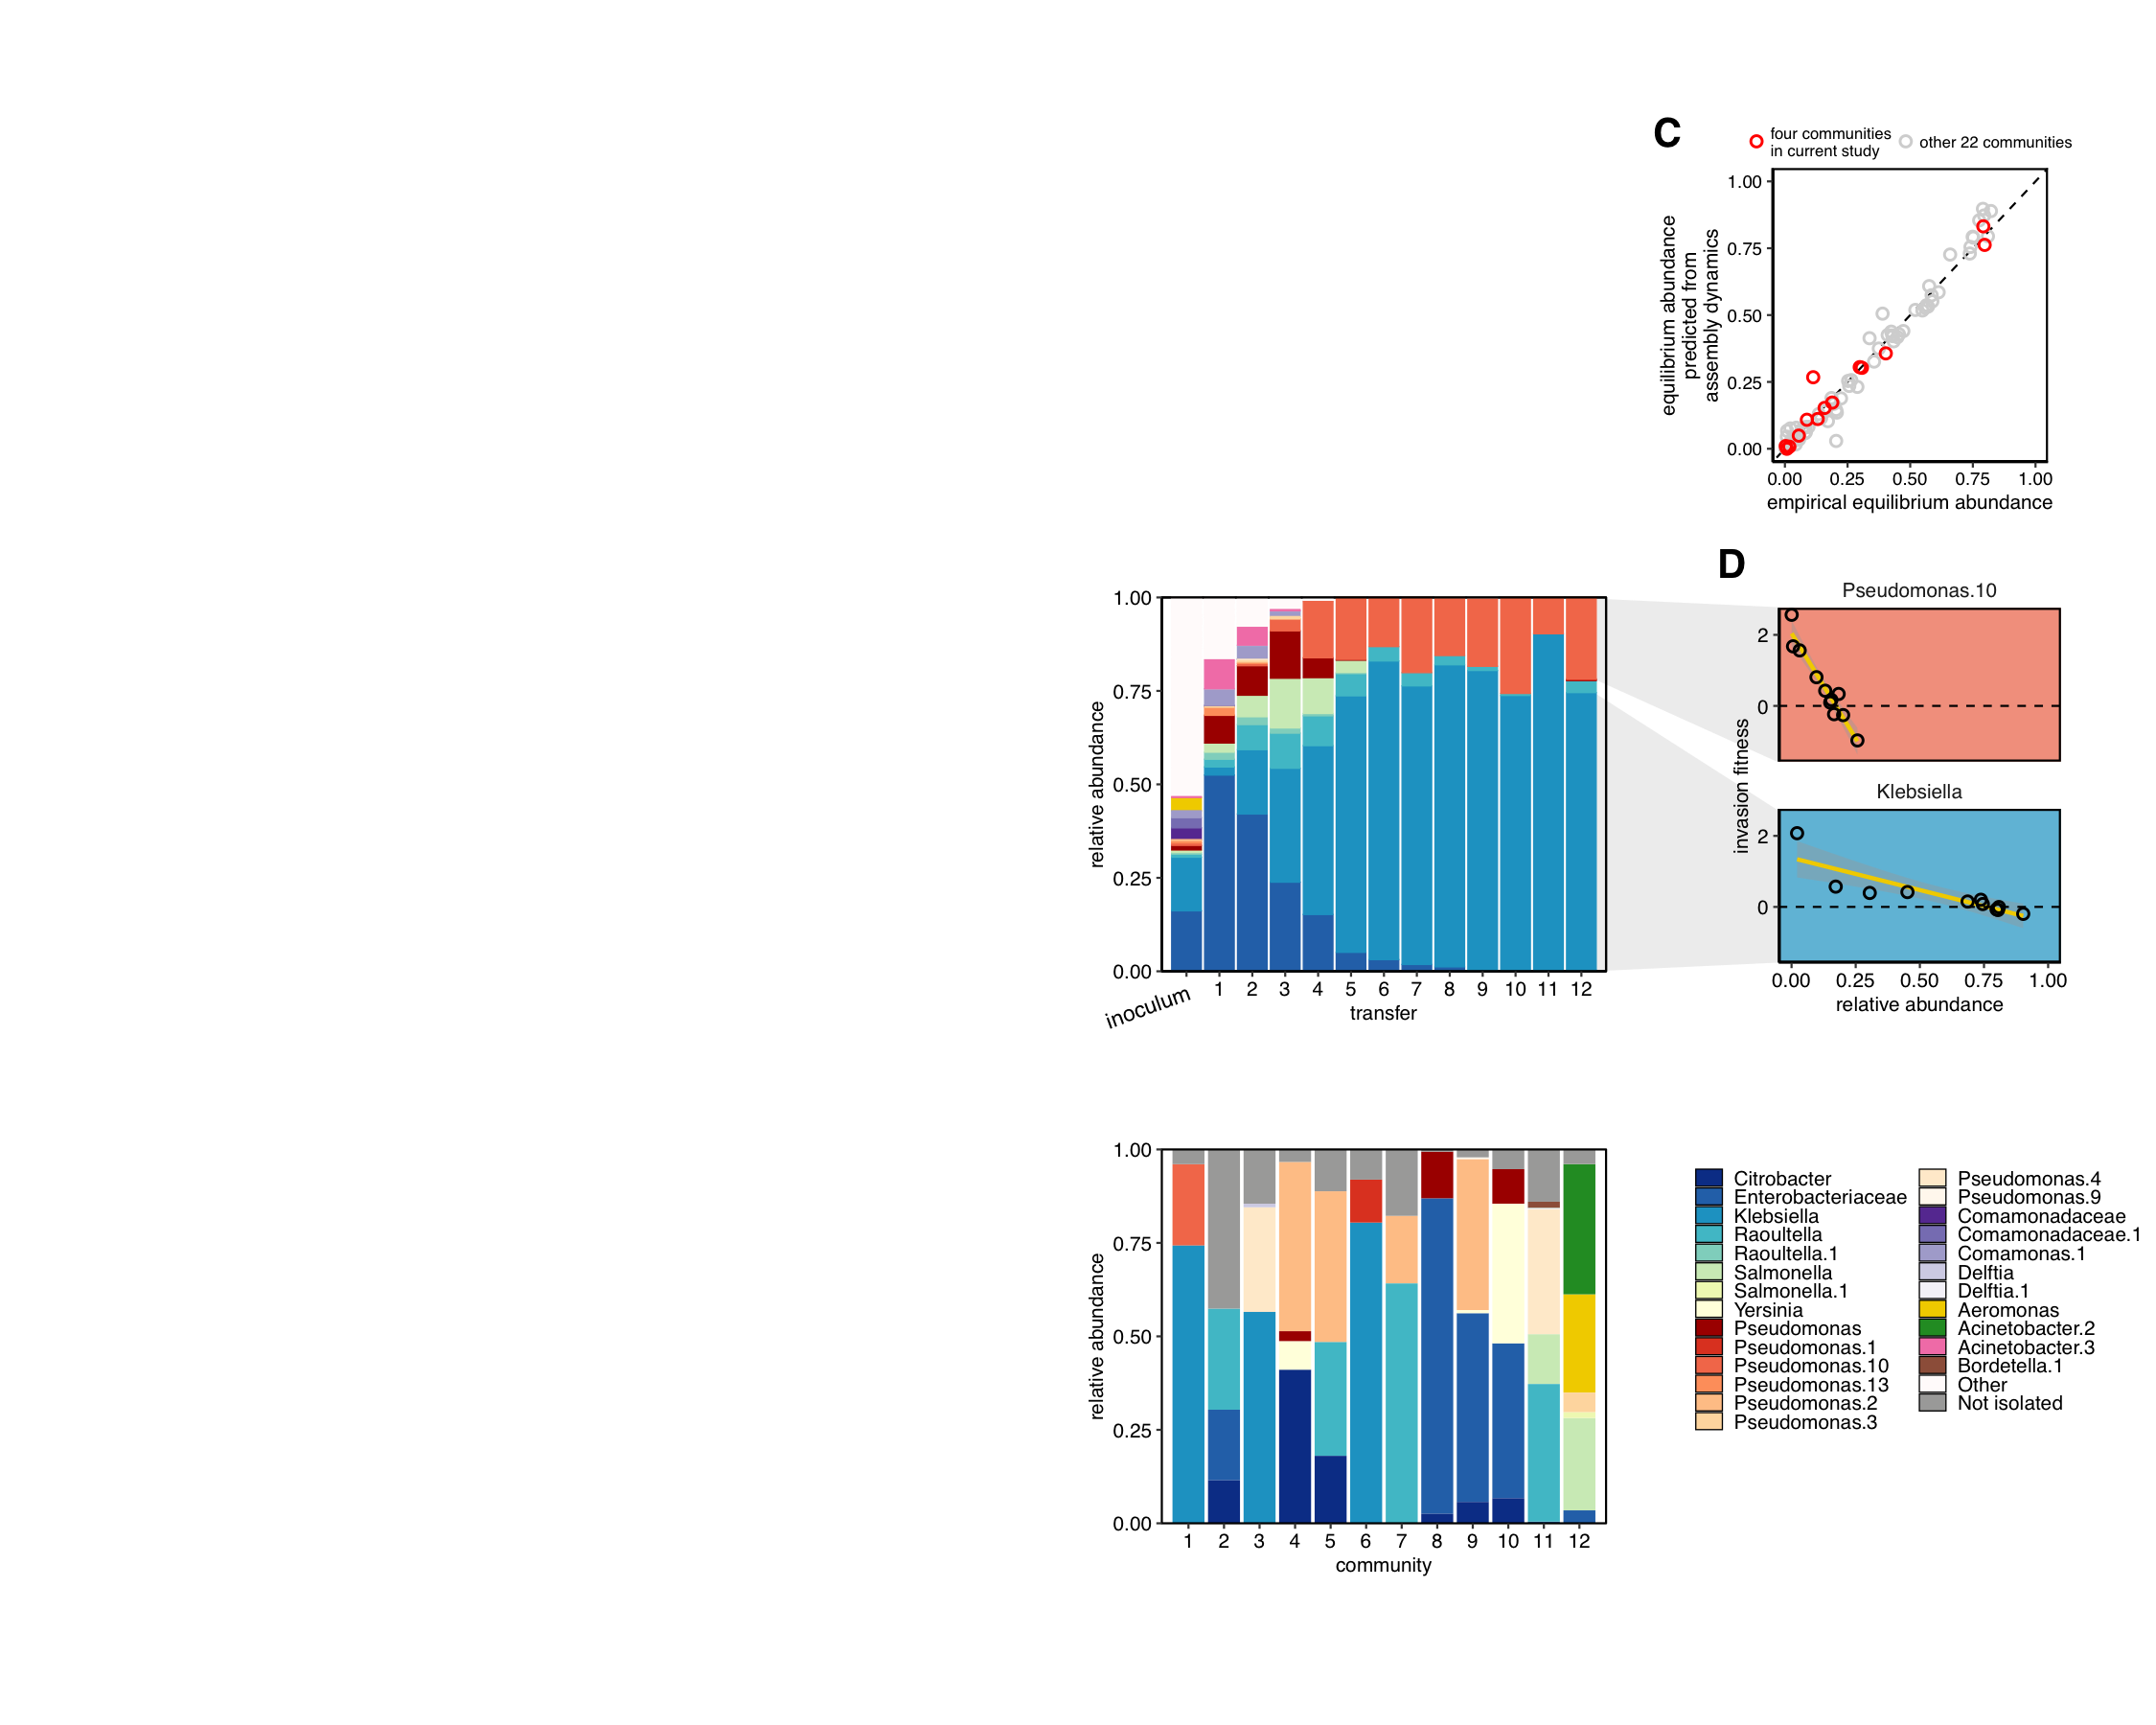 C
four communities
in current study
other 22 communities
1.00
0.75
0.50
0.25
0.00
equilibrium abundance
predicted from
assembly dynamics
0.00 0.25 0.50 0.75 1.00
empirical equilibrium abundance
1.00
0.75
0.50
0.25
0.00
relative abundance
inoculum 1 2 3 4 5 6 7 8 9 10 11 12
transfer
D
Pseudomonas.10
2
0
invasion fitness
Klebsiella
2
0
0.00 0.25 0.50 0.75 1.00
relative abundance
1.00
0.75
0.50
0.25
0.00
relative abundance
1 2 3 4 5 6 7 8 9 10 11 12
community
Citrobacter
Enterobacteriaceae
Klebsiella
Raoultella
Raoultella.1
Salmonella
Salmonella.1
Yersinia
Pseudomonas
Pseudomonas.1
Pseudomonas.10
Pseudomonas.13
Pseudomonas.2
Pseudomonas.3
Pseudomonas.4
Pseudomonas.9
Comamonadaceae
Comamonadaceae.1
Comamonas.1
Delftia
Delftia.1
Aeromonas
Acinetobacter.2
Acinetobacter.3
Bordetella.1
Other
Not isolated